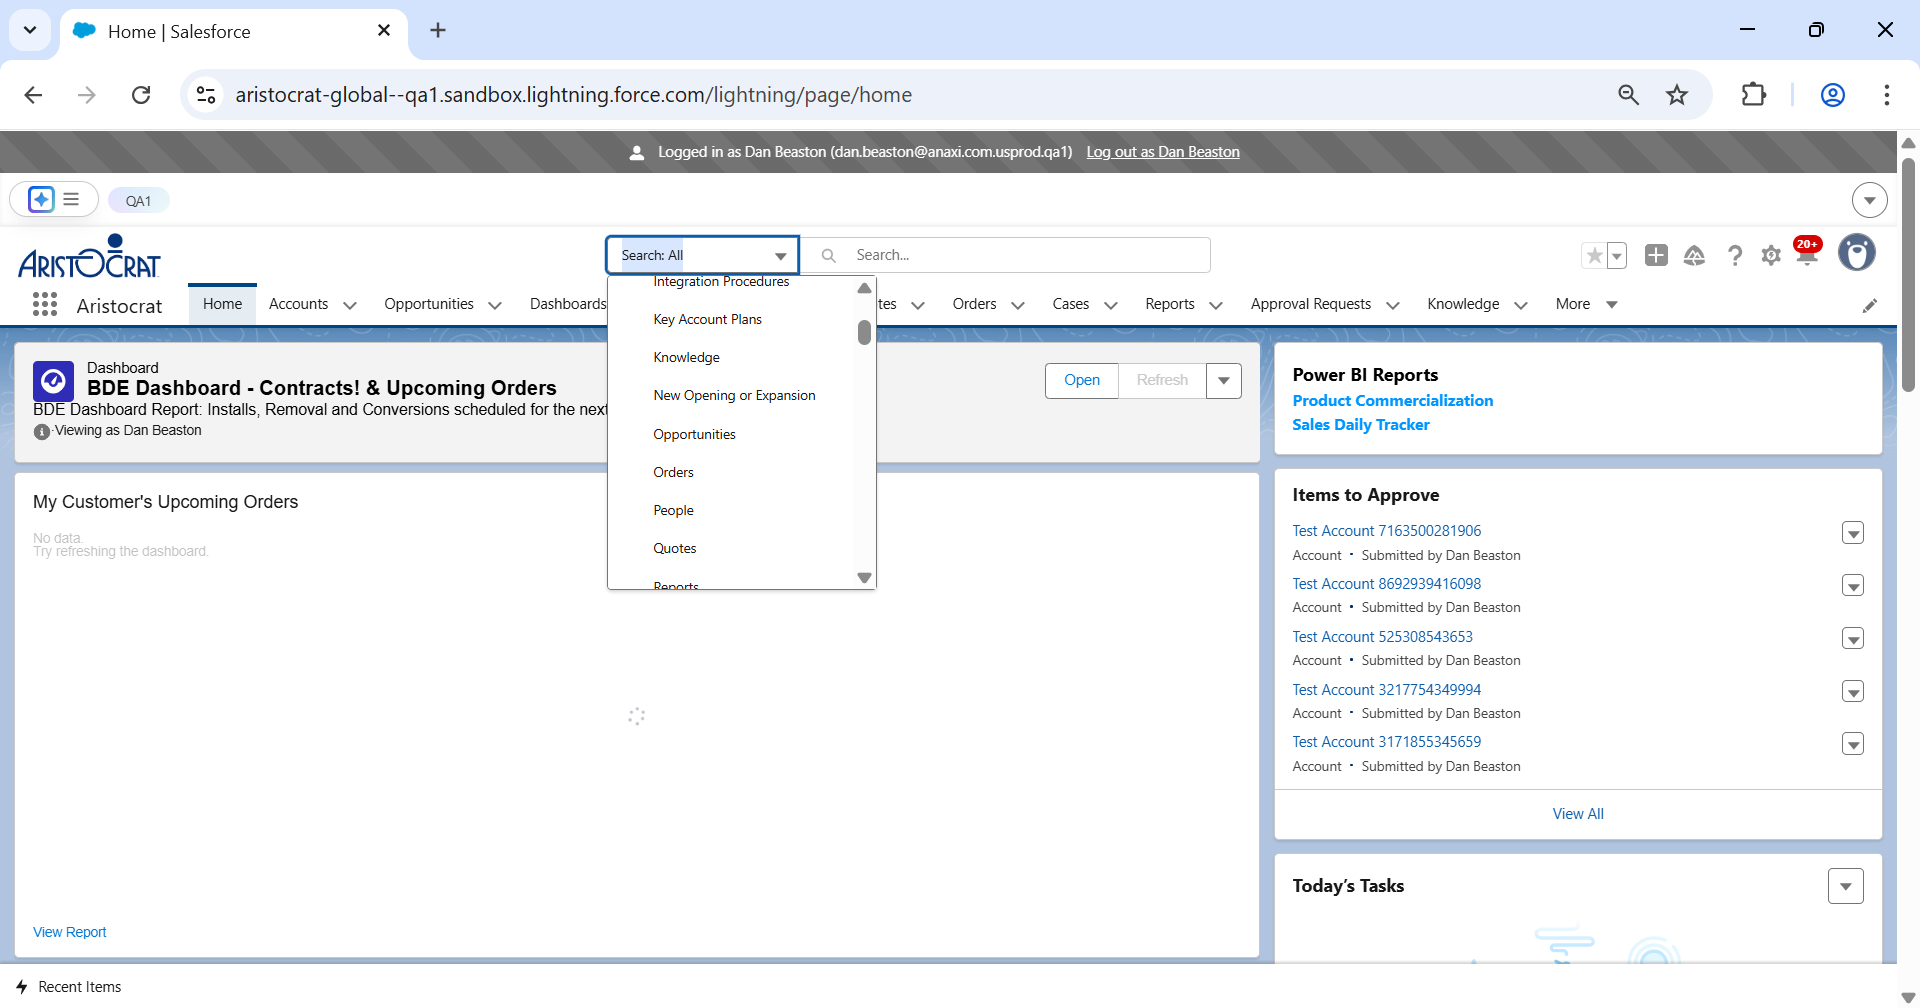 Home | Salesforce
aristocrat-global--qa1.sandbox.lightning.force.com/lightning/page/home
Logged in as Dan Beaston (dan.beaston@anaxi.com.usprod.qa1) Log out as Dan Beaston
QA1
ARISTOCRAT
Search: All
Search...
20+
Aristocrat
Home
Accounts
Opportunities
Dashboards
tes
Orders
Cases
Reports
Approval Requests
Knowledge
More
Integration Procedures
Key Account Plans
Knowledge
New Opening or Expansion
Opportunities
Orders
People
Quotes
Reports
Dashboard
BDE Dashboard - Contracts! & Upcoming Orders
BDE Dashboard Report: Installs, Removal and Conversions scheduled for the next
Viewing as Dan Beaston
Open
Refresh
My Customer's Upcoming Orders
No data.
Try refreshing the dashboard.
View Report
Power BI Reports
Product Commercialization
Sales Daily Tracker
Items to Approve
Test Account 7163500281906
Account • Submitted by Dan Beaston
Test Account 8692939416098
Account • Submitted by Dan Beaston
Test Account 525308543653
Account • Submitted by Dan Beaston
Test Account 3217754349994
Account • Submitted by Dan Beaston
Test Account 3171855345659
Account • Submitted by Dan Beaston
View All
Today's Tasks
Recent Items